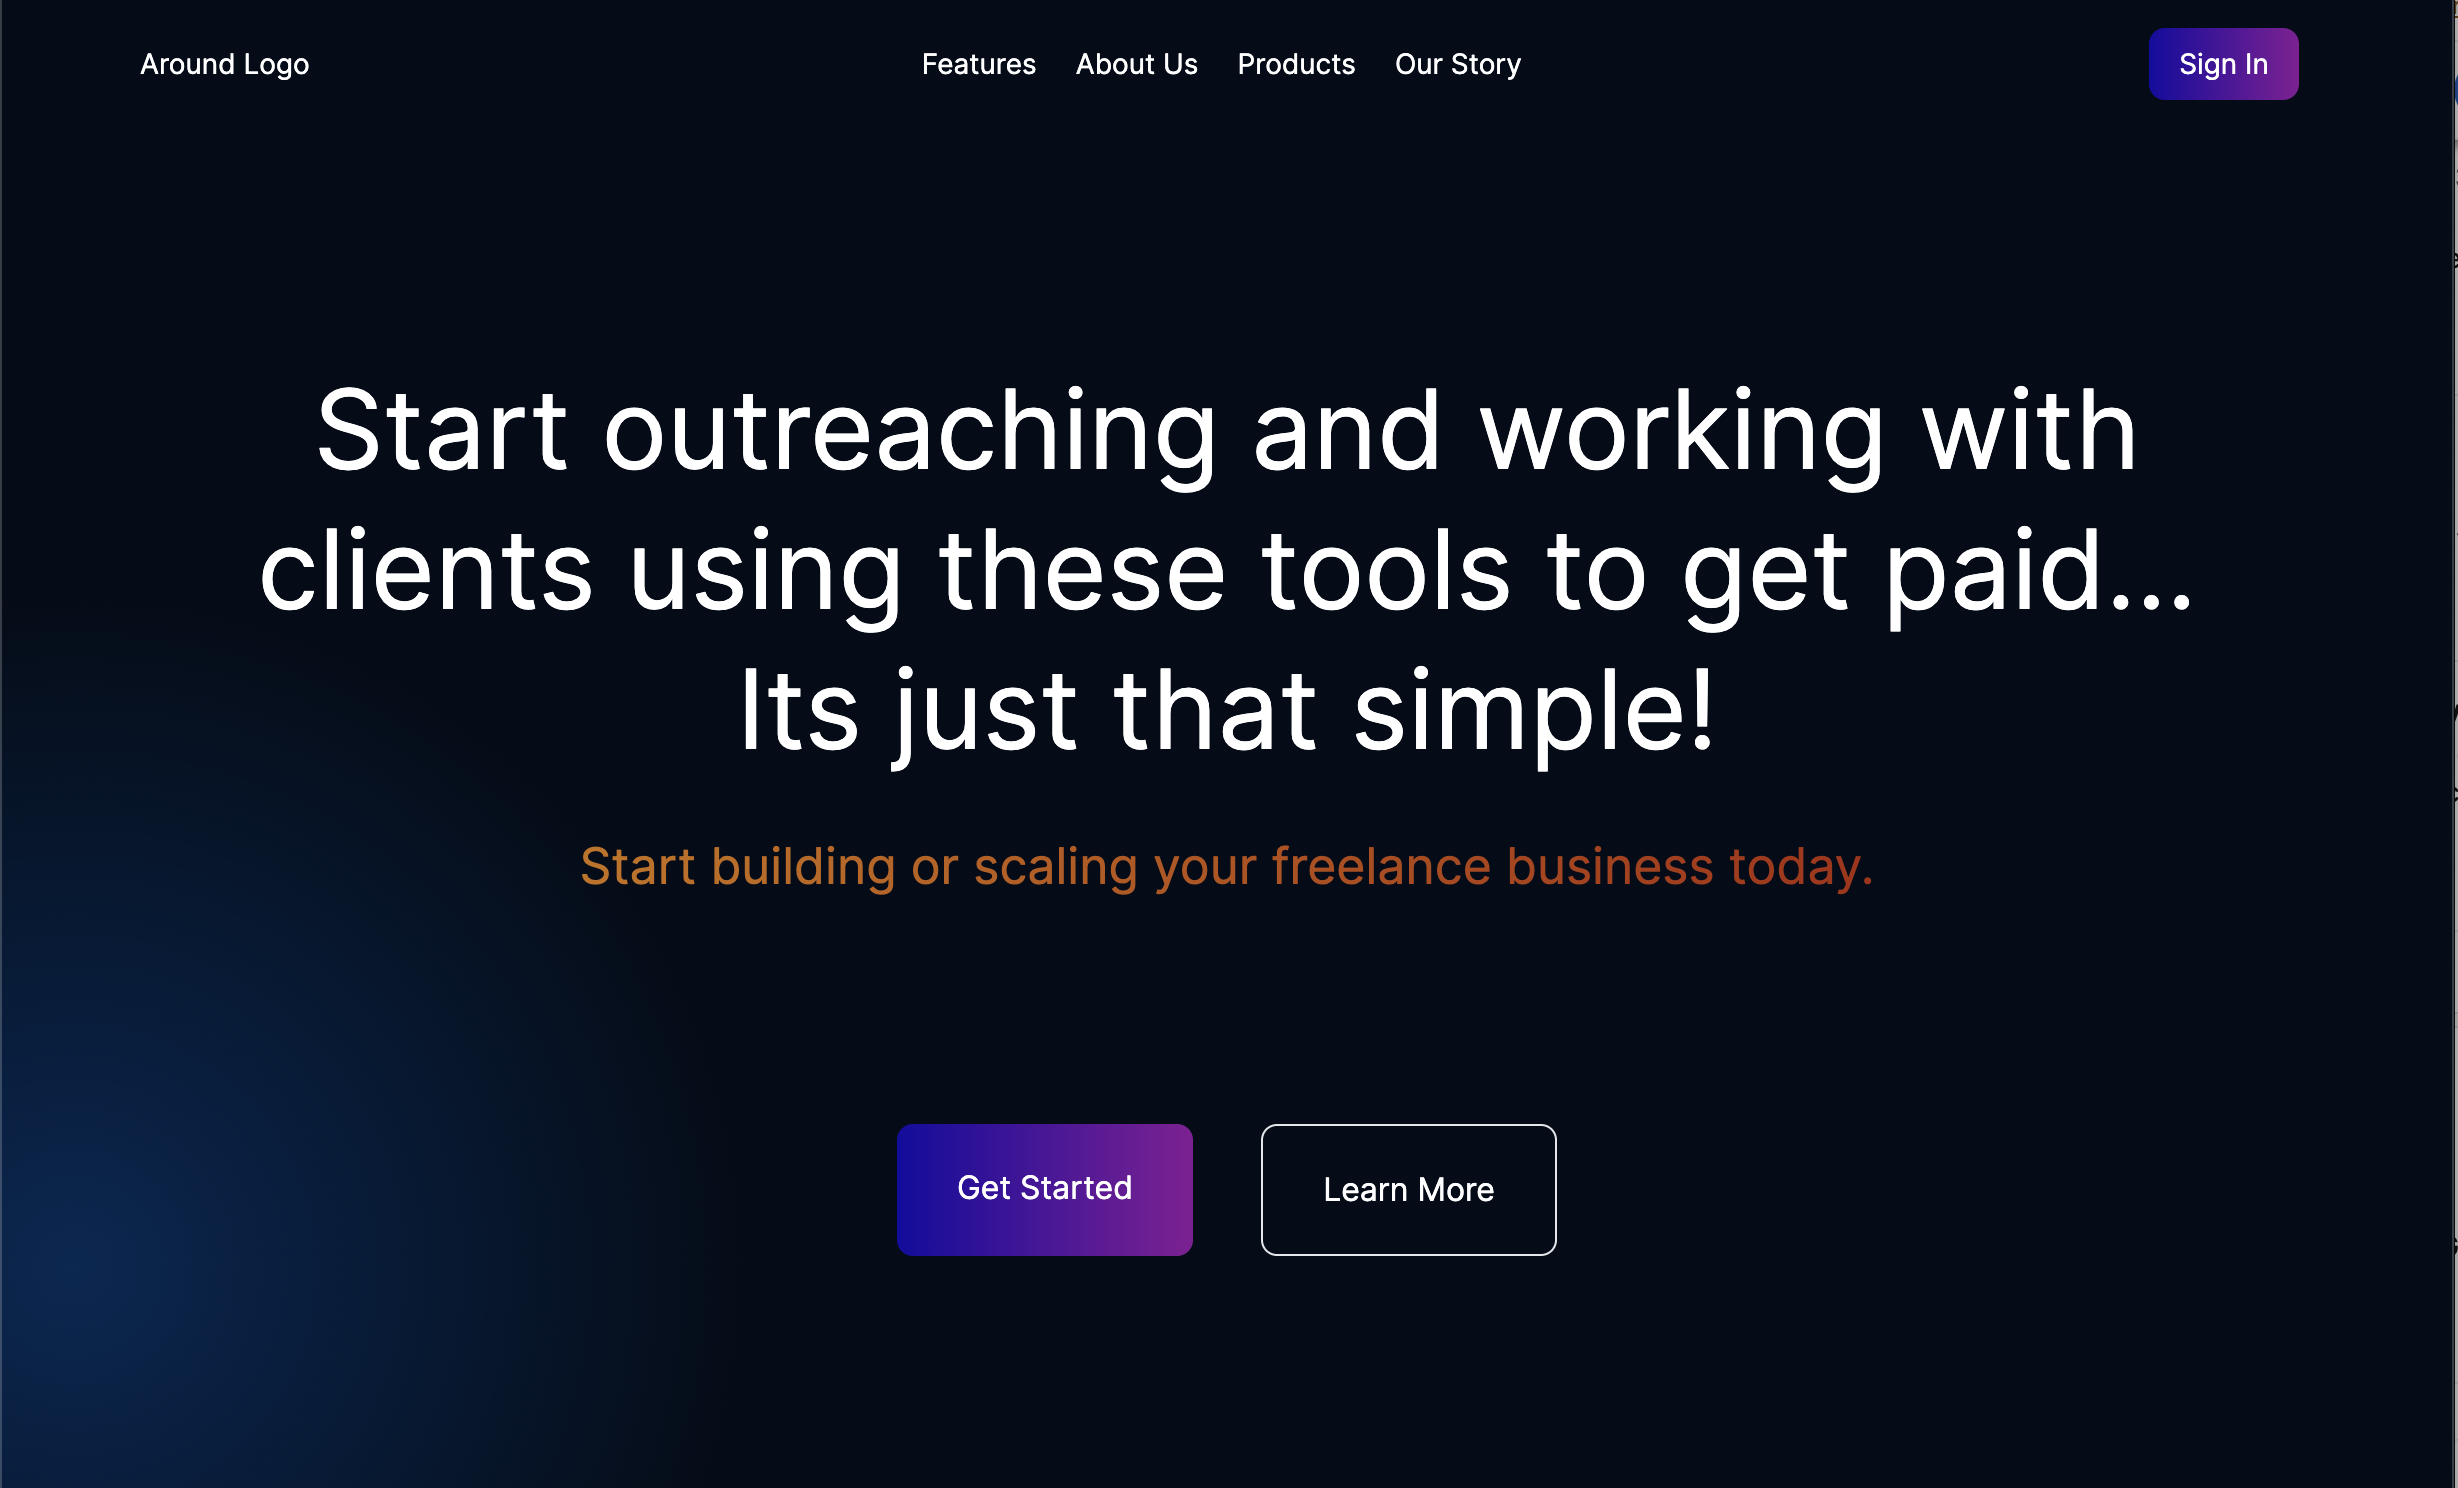 Around Logo
Features About Us Products Our Story
Sign In
Start outreaching and working with
clients using these tools to get paid...
Its just that simple!
Start building or scaling your freelance business today.
Get Started
Learn More